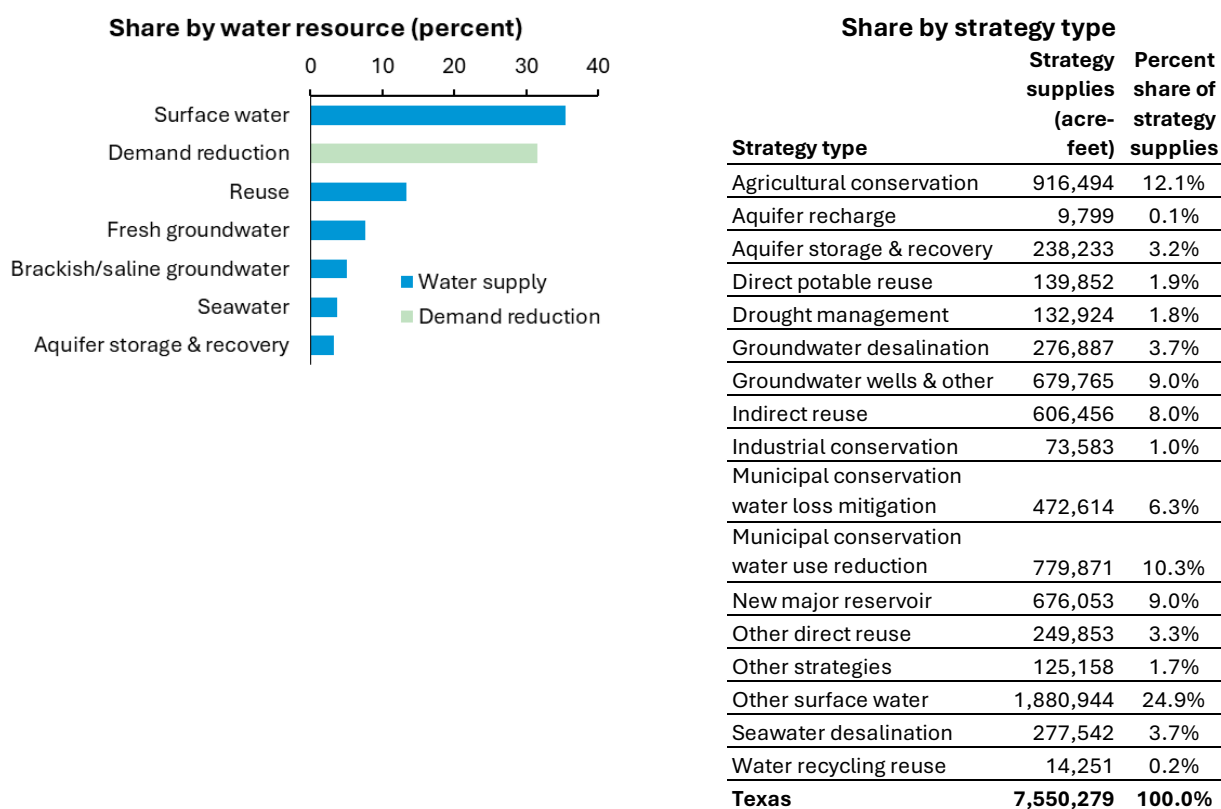 Share by water resource (percent)
0 10 20 30 40
Surface water
Demand reduction
Reuse
Fresh groundwater
Brackish/saline groundwater
Seawater
Aquifer storage & recovery
Water supply
Demand reduction
Share by strategy type
Strategy Percent
supplies share of
(acre- strategy
Strategy type feet) supplies
Agricultural conservation 916,494 12.1%
Aquifer recharge 9,799 0.1%
Aquifer storage & recovery 238,233 3.2%
Direct potable reuse 139,852 1.9%
Drought management 132,924 1.8%
Groundwater desalination 276,887 3.7%
Groundwater wells & other 679,765 9.0%
Indirect reuse 606,456 8.0%
Industrial conservation 73,583 1.0%
Municipal conservation
water loss mitigation 472,614 6.3%
Municipal conservation
water use reduction 779,871 10.3%
New major reservoir 676,053 9.0%
Other direct reuse 249,853 3.3%
Other strategies 125,158 1.7%
Other surface water 1,880,944 24.9%
Seawater desalination 277,542 3.7%
Water recycling reuse 14,251 0.2%
Texas 7,550,279 100.0%